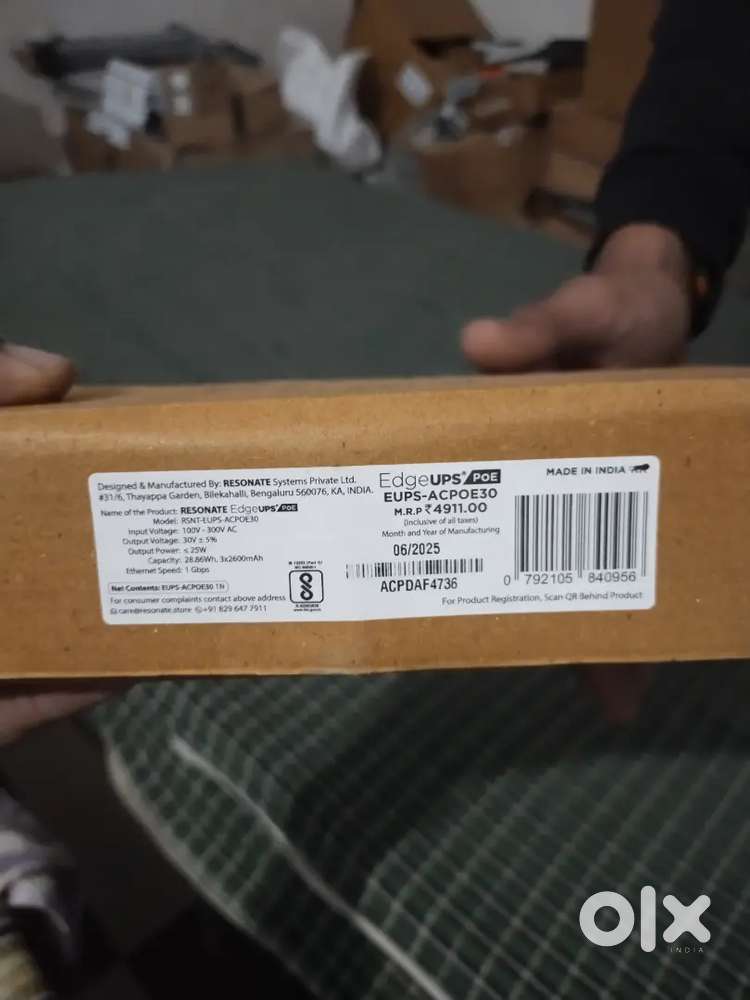 Designed & Manufactured By: RESONATE Systems Private Ltd.
#31/6, Thayappa Garden, Bilekahalli, Bengaluru 560076, KA, INDIA.
Name of the Product: RESONATE EdgeUPS® POE
Model: RSNT-EUPS-ACPOE30
Input Voltage: 100V - 300V AC
Output Voltage: 30V ± 5%
Output Power: ≤ 25W
Capacity: 28.86Wh, 3x2600mAh
Ethernet Speed: 1 Gbps
Net Contents: EUPS-ACPOE30 1N
For consumer complaints contact above address
care@resonate.store +91 829 647 7911
EdgeUPS® POE
EUPS-ACPOE30
M.R.P ₹4911.00
(Inclusive of all taxes)
Month and Year of Manufacturing
06/2025
ACPDAF4736
MADE IN INDIA
0 792105 840956
For Product Registration, Scan QR Behind Product
olx
INDIA